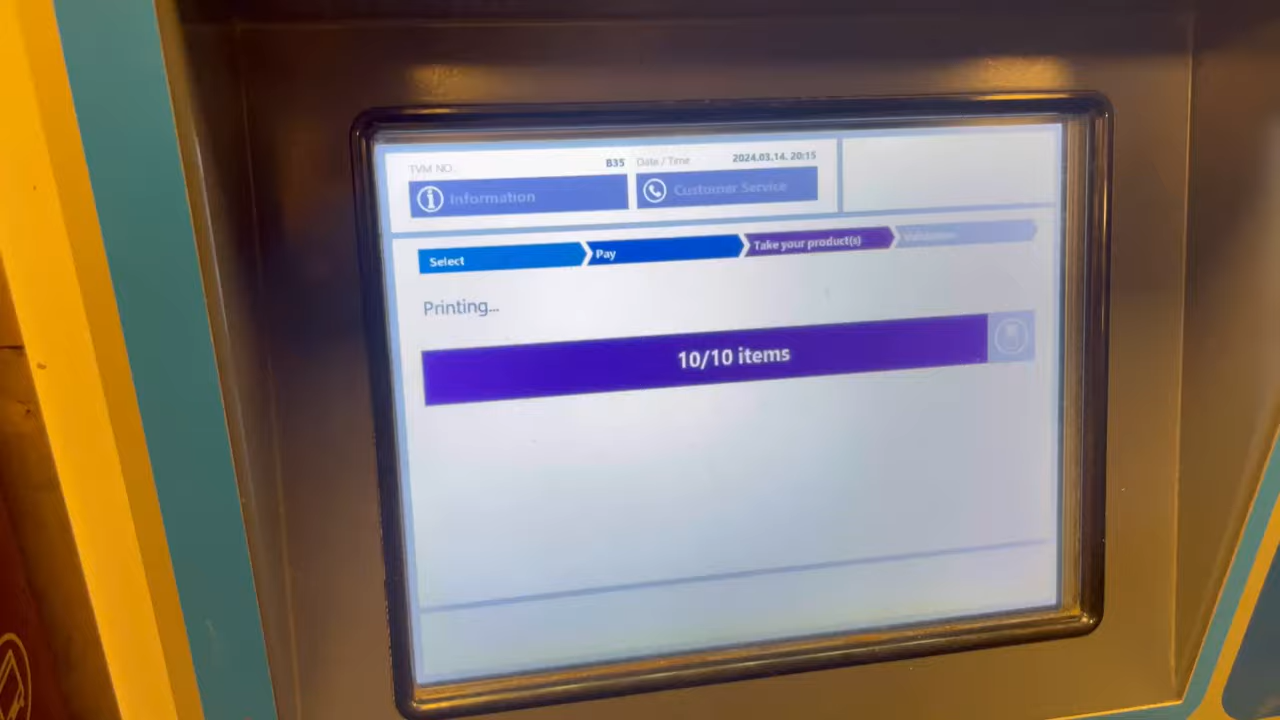 TVM NO. B35 Date / Time 2024.03.14. 20:15
Information Customer Service
Select Pay Take your product(s) Validation
Printing...
10/10 items